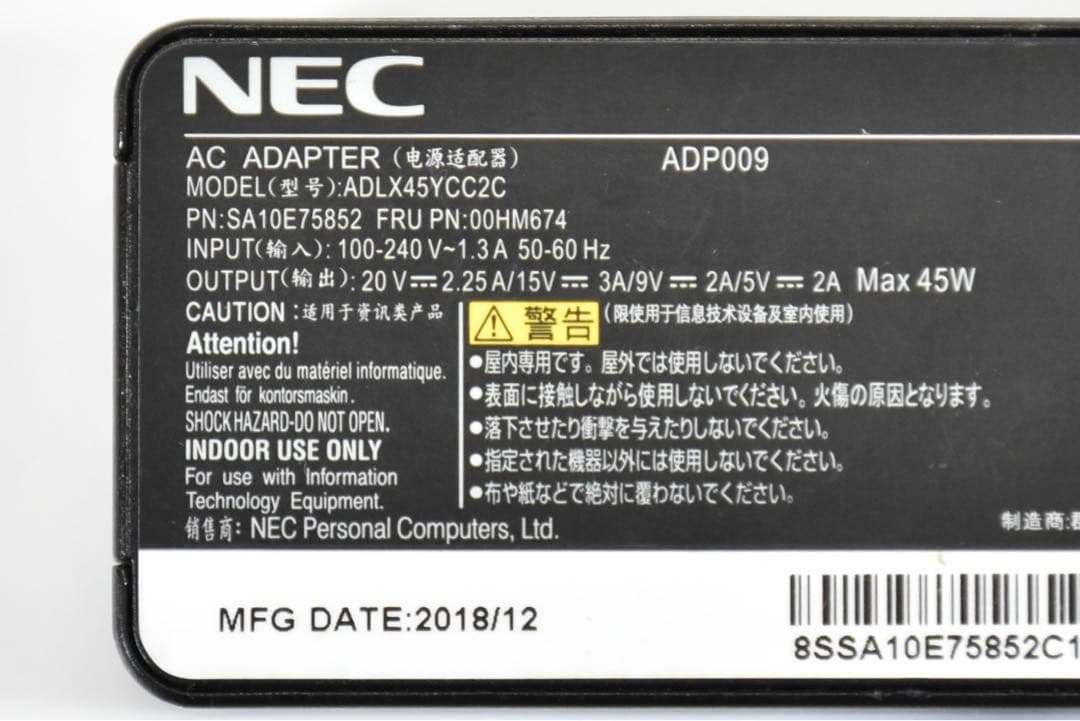 NEC
AC ADAPTER (电源适配器) ADP009
MODEL(型号):ADLX45YCC2C
PN:SA10E75852 FRU PN:00HM674
INPUT(输入): 100-240 V~1.3 A 50-60 Hz
OUTPUT(输出): 20 V⎓2.25 A/15V⎓ 3A/9V⎓ 2A/5V⎓ 2A Max 45W
CAUTION :适用于资讯类产品
Attention!
Utiliser avec du matériel informatique.
Endast för kontorsmaskin.
SHOCK HAZARD-DO NOT OPEN.
INDOOR USE ONLY
For use with Information
Technology Equipment.
⚠警告 (限使用于信息技术设备及室内使用)
●屋内専用です。屋外では使用しないでください。
●表面に接触しながら使用しないでください。火傷の原因となります。
●落下させたり衝撃を与えたりしないでください。
●指定された機器以外には使用しないでください。
●布や紙などで絶対に覆わないでください。
销售商: NEC Personal Computers, Ltd.
制造商:
MFG DATE:2018/12
8SSA10E75852C1